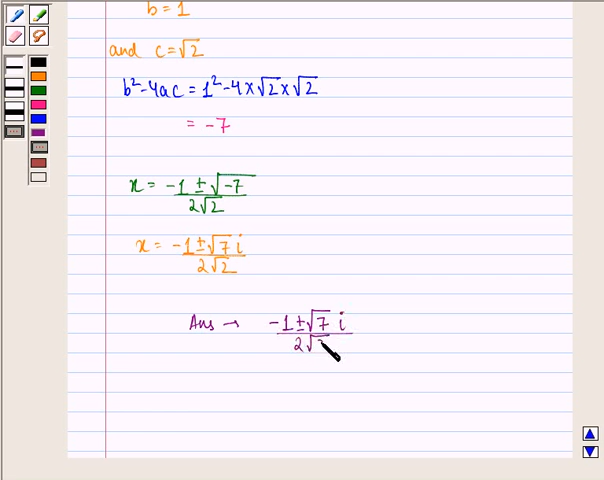 b = 1
and c = √2
b² - 4ac = 1² - 4 × √2 × √2
= -7
x = (-1 ± √-7) / 2√2
x = (-1 ± √7 i) / 2√2
Ans → (-1 ± √7 i) / 2√